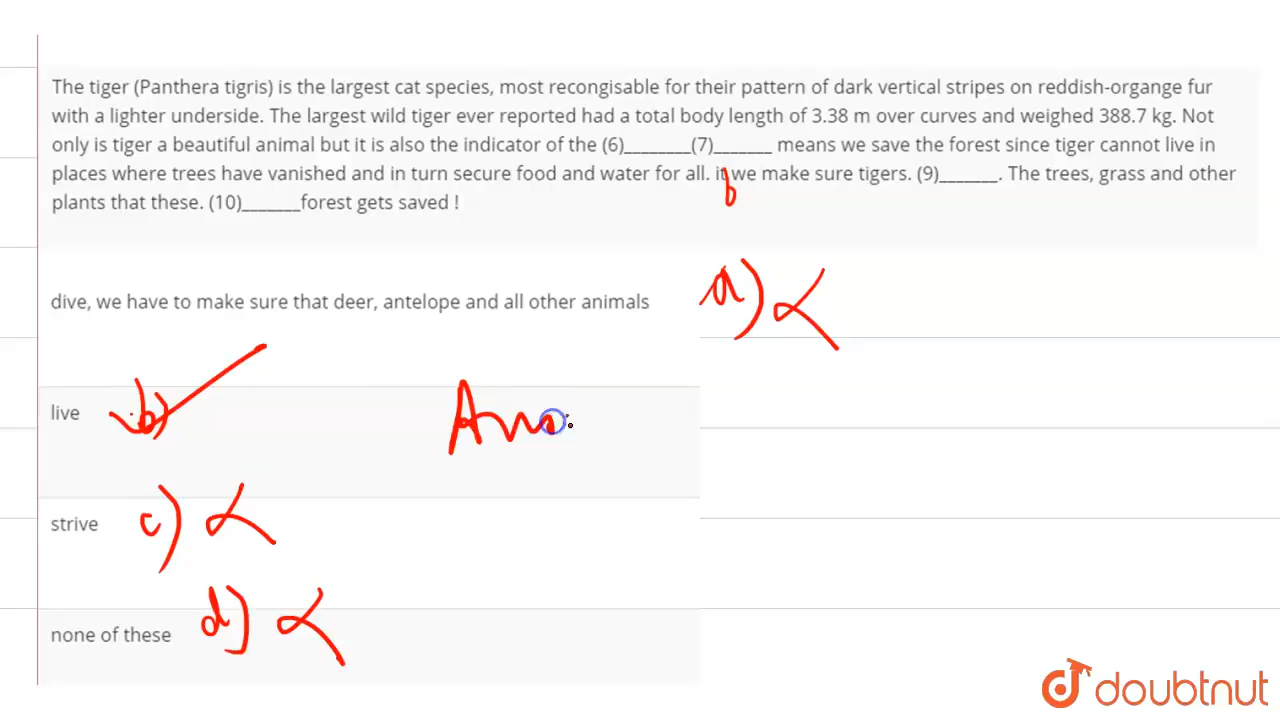 The tiger (Panthera tigris) is the largest cat species, most recongisable for their pattern of dark vertical stripes on reddish-organge fur
with a lighter underside. The largest wild tiger ever reported had a total body length of 3.38 m over curves and weighed 388.7 kg. Not
only is tiger a beautiful animal but it is also the indicator of the (6)________(7)_______ means we save the forest since tiger cannot live in
places where trees have vanished and in turn secure food and water for all. it we make sure tigers. (9)_______. The trees, grass and other
b
plants that these. (10)_______forest gets saved !
dive, we have to make sure that deer, antelope and all other animals a)
live b) Ans
strive c)
none of these d)
doubtnut